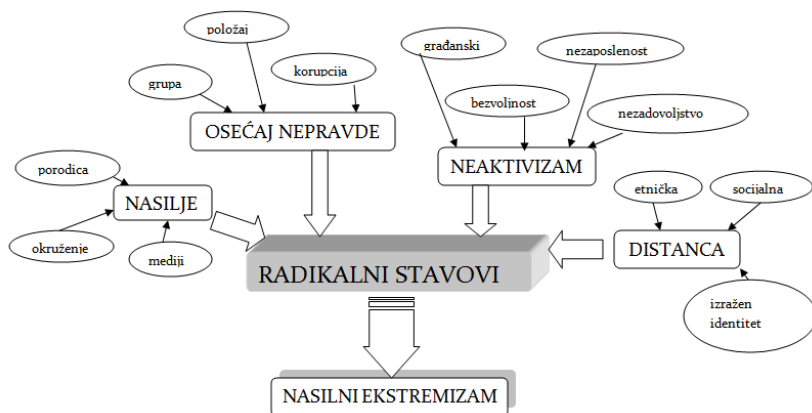 položaj
građanski
nezaposlenost
korupcija
grupa
bezvoljnost
nezadovoljstvo
OSEĆAJ NEPRAVDE
NEAKTIVIZAM
porodica
etnička
socijalna
NASILJE
okruženje
mediji
DISTANCA
RADIKALNI STAVOVI
izražen
identitet
NASILNI EKSTREMIZAM